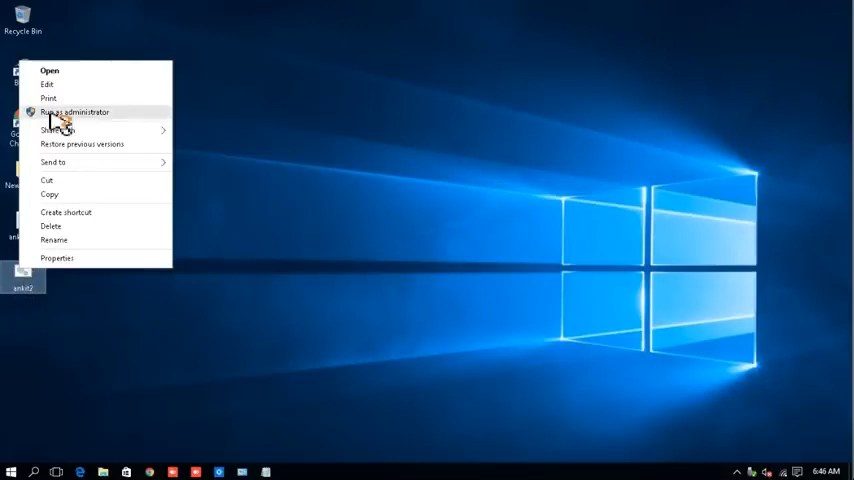 Recycle Bin
Open
Edit
Print
Run as administrator
Restore previous versions
Send to
Cut
Copy
Create shortcut
Delete
Rename
Properties
ankit2
6:46 AM